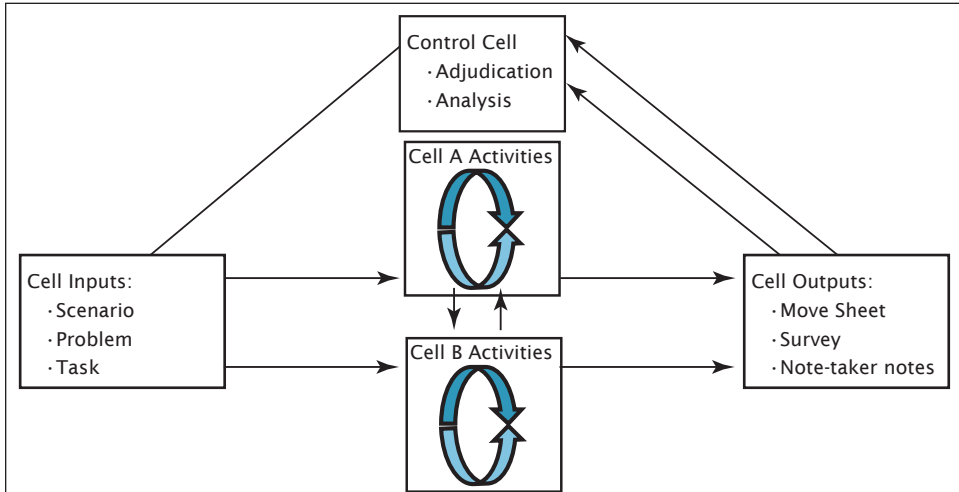 Control Cell
· Adjudication
· Analysis
Cell A Activities
Cell Inputs:
· Scenario
· Problem
· Task
Cell Outputs:
· Move Sheet
· Survey
· Note-taker notes
Cell B Activities